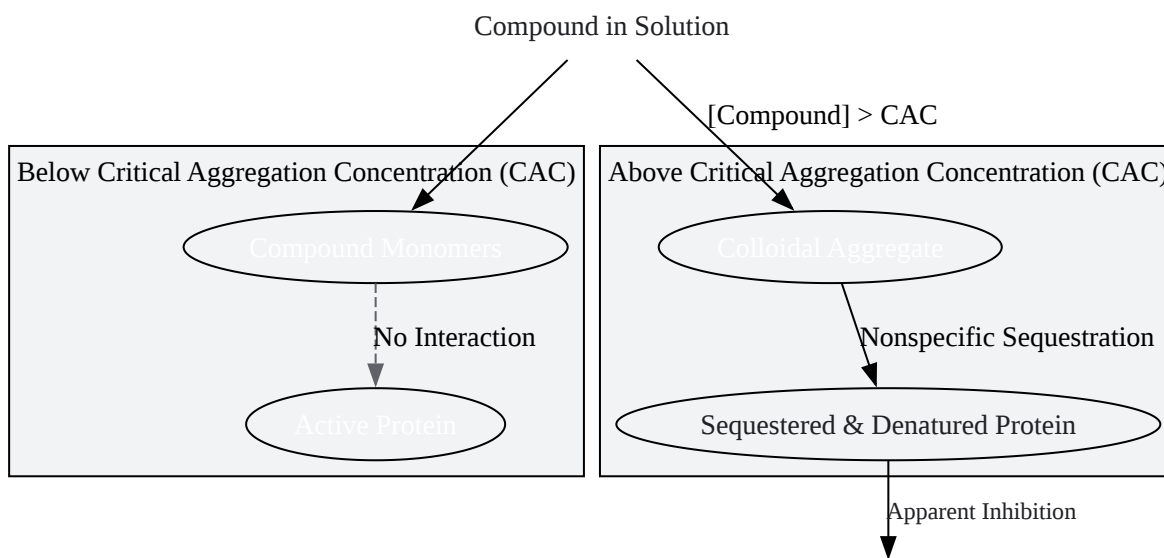 Compound in Solution
[Compound] > CAC
Below Critical Aggregation Concentration (CAC)
Above Critical Aggregation Concentration (CAC)
Compound Monomers
Colloidal Aggregate
No Interaction
Nonspecific Sequestration
Active Protein
Sequestered & Denatured Protein
Apparent Inhibition